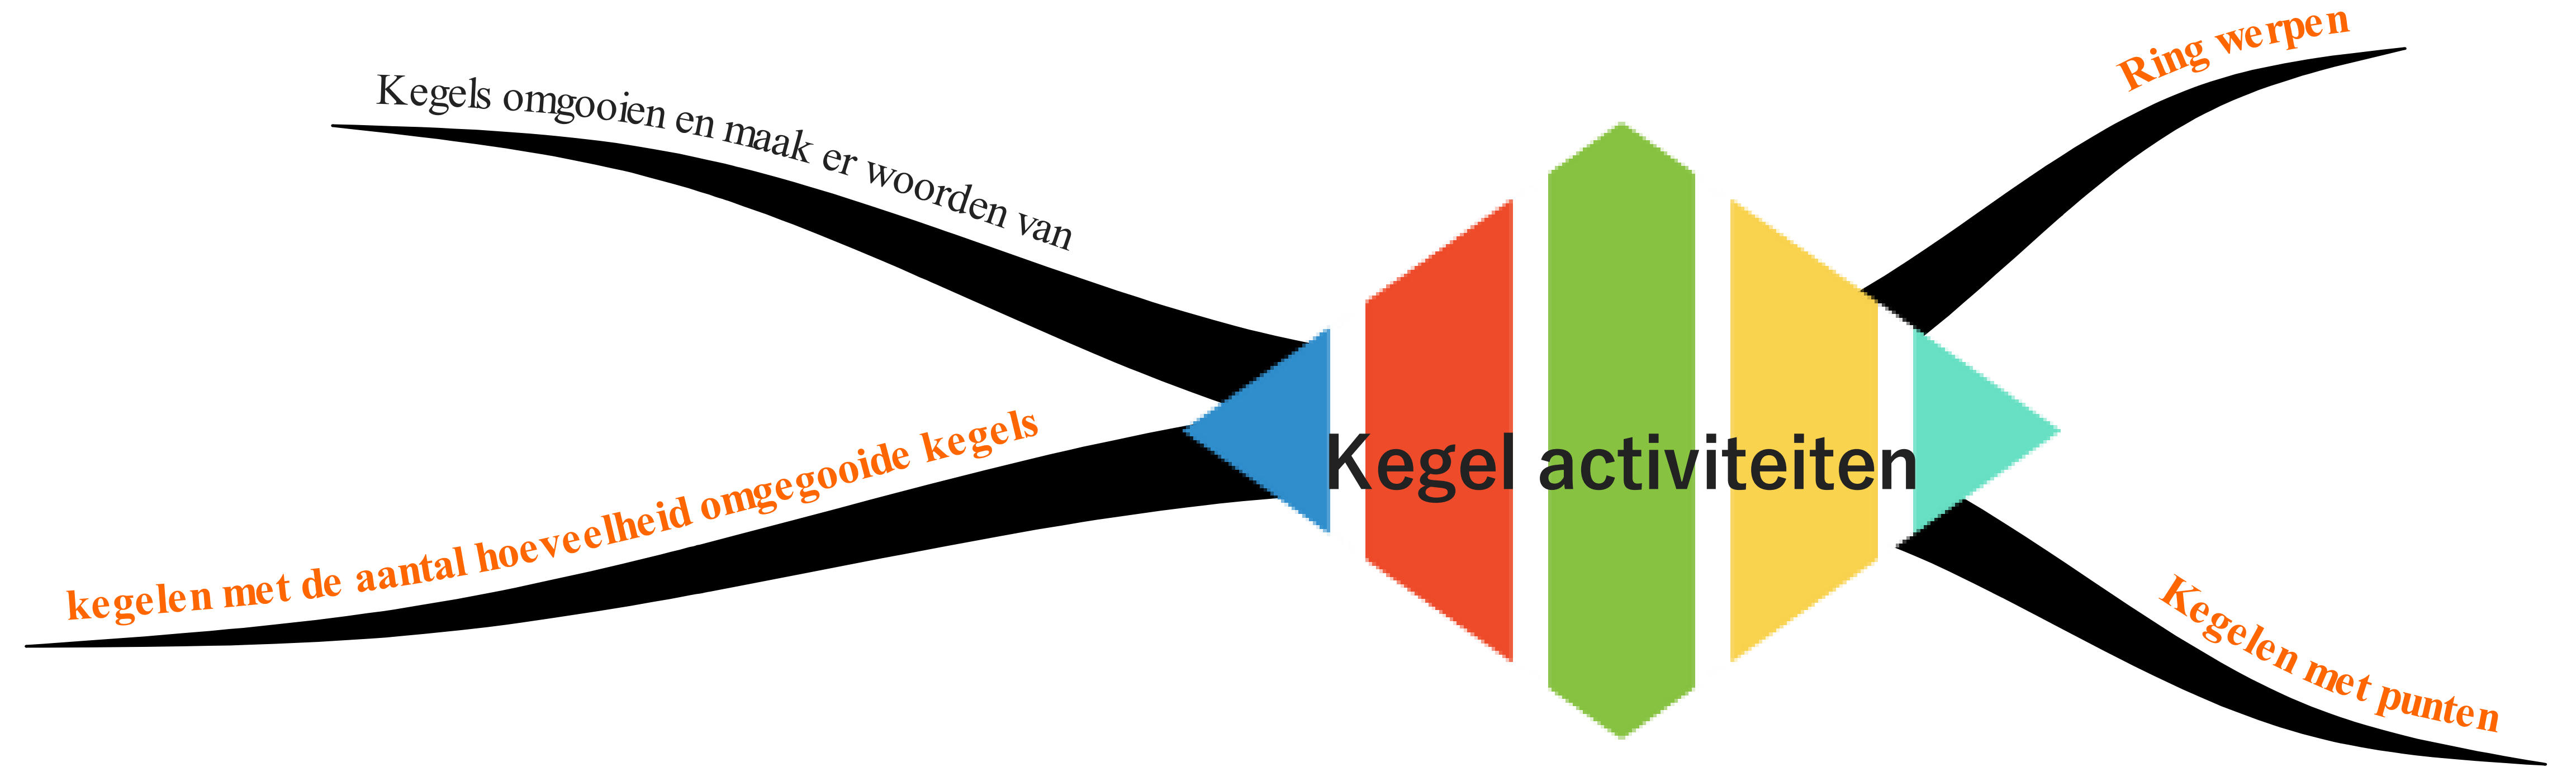 Kegels omgooien en maak er woorden van
kegelen met de aantal hoeveelheid omgegooide kegels
Kegel activiteiten
Ring werpen
Kegelen met punten